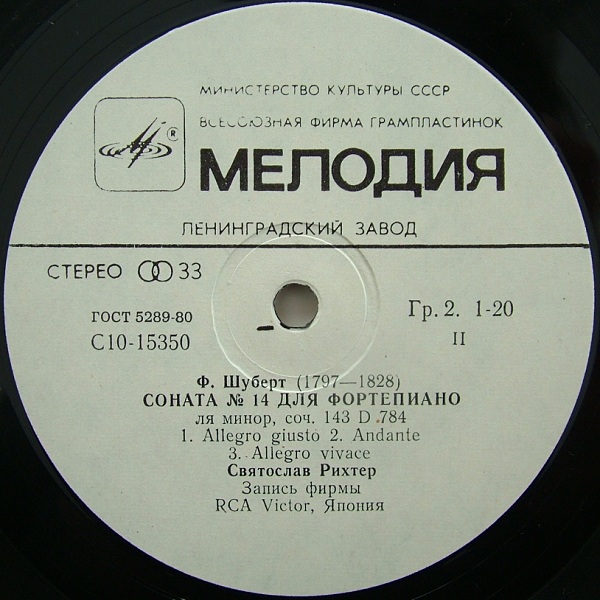 МИНИСТЕРСТВО КУЛЬТУРЫ СССР
ВСЕСОЮЗНАЯ ФИРМА ГРАМПЛАСТИНОК
®
МЕЛОДИЯ
ЛЕНИНГРАДСКИЙ ЗАВОД
СТЕРЕО 33
ГОСТ 5289-80
С10-15350
Гр. 2. 1-20
II
Ф. Шуберт (1797—1828)
СОНАТА № 14 ДЛЯ ФОРТЕПИАНО
ля минор, соч. 143 D .784
1. Allegro giusto 2. Andante
3. Allegro vivace
Святослав Рихтер
Запись фирмы
RCA Victor, Япония